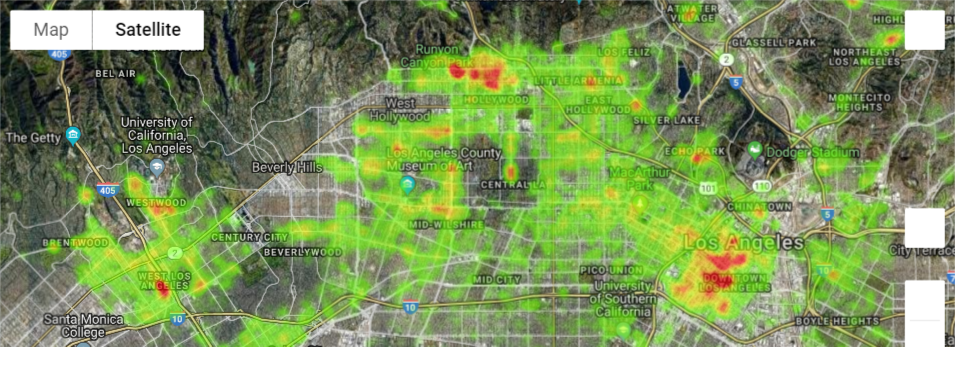 Map
Satellite
405
BEL AIR
The Getty
University of
California,
Los Angeles
405
WESTWOOD
BRENTWOOD
2
WEST LOS
ANGELES
Santa Monica
College
10
Runyon
Canyon Park
West
Hollywood
Beverly Hills
CENTURY CITY
BEVERLYWOOD
Los Angeles County
Museum of Art
MID-WILSHIRE
MID CITY
10
HOLLYWOOD
LITTLE ARMENIA
EAST
HOLLYWOOD
LOS FELIZ
CENTRAL LA
ATWATER
VILLAGE
GLASSELL PARK
2
5
NORTHEAST
LOS ANGELES
MONTECITO
HEIGHTS
SILVER LAKE
ECHO PARK
Dodger Stadium
MacArthur
Park
101
110
CHINATOWN
5
Los Angeles
DOWNTOWN
LOS ANGELES
PICO UNION
University
of Southern
California
10
City Terrace
BOYLE HEIGHTS